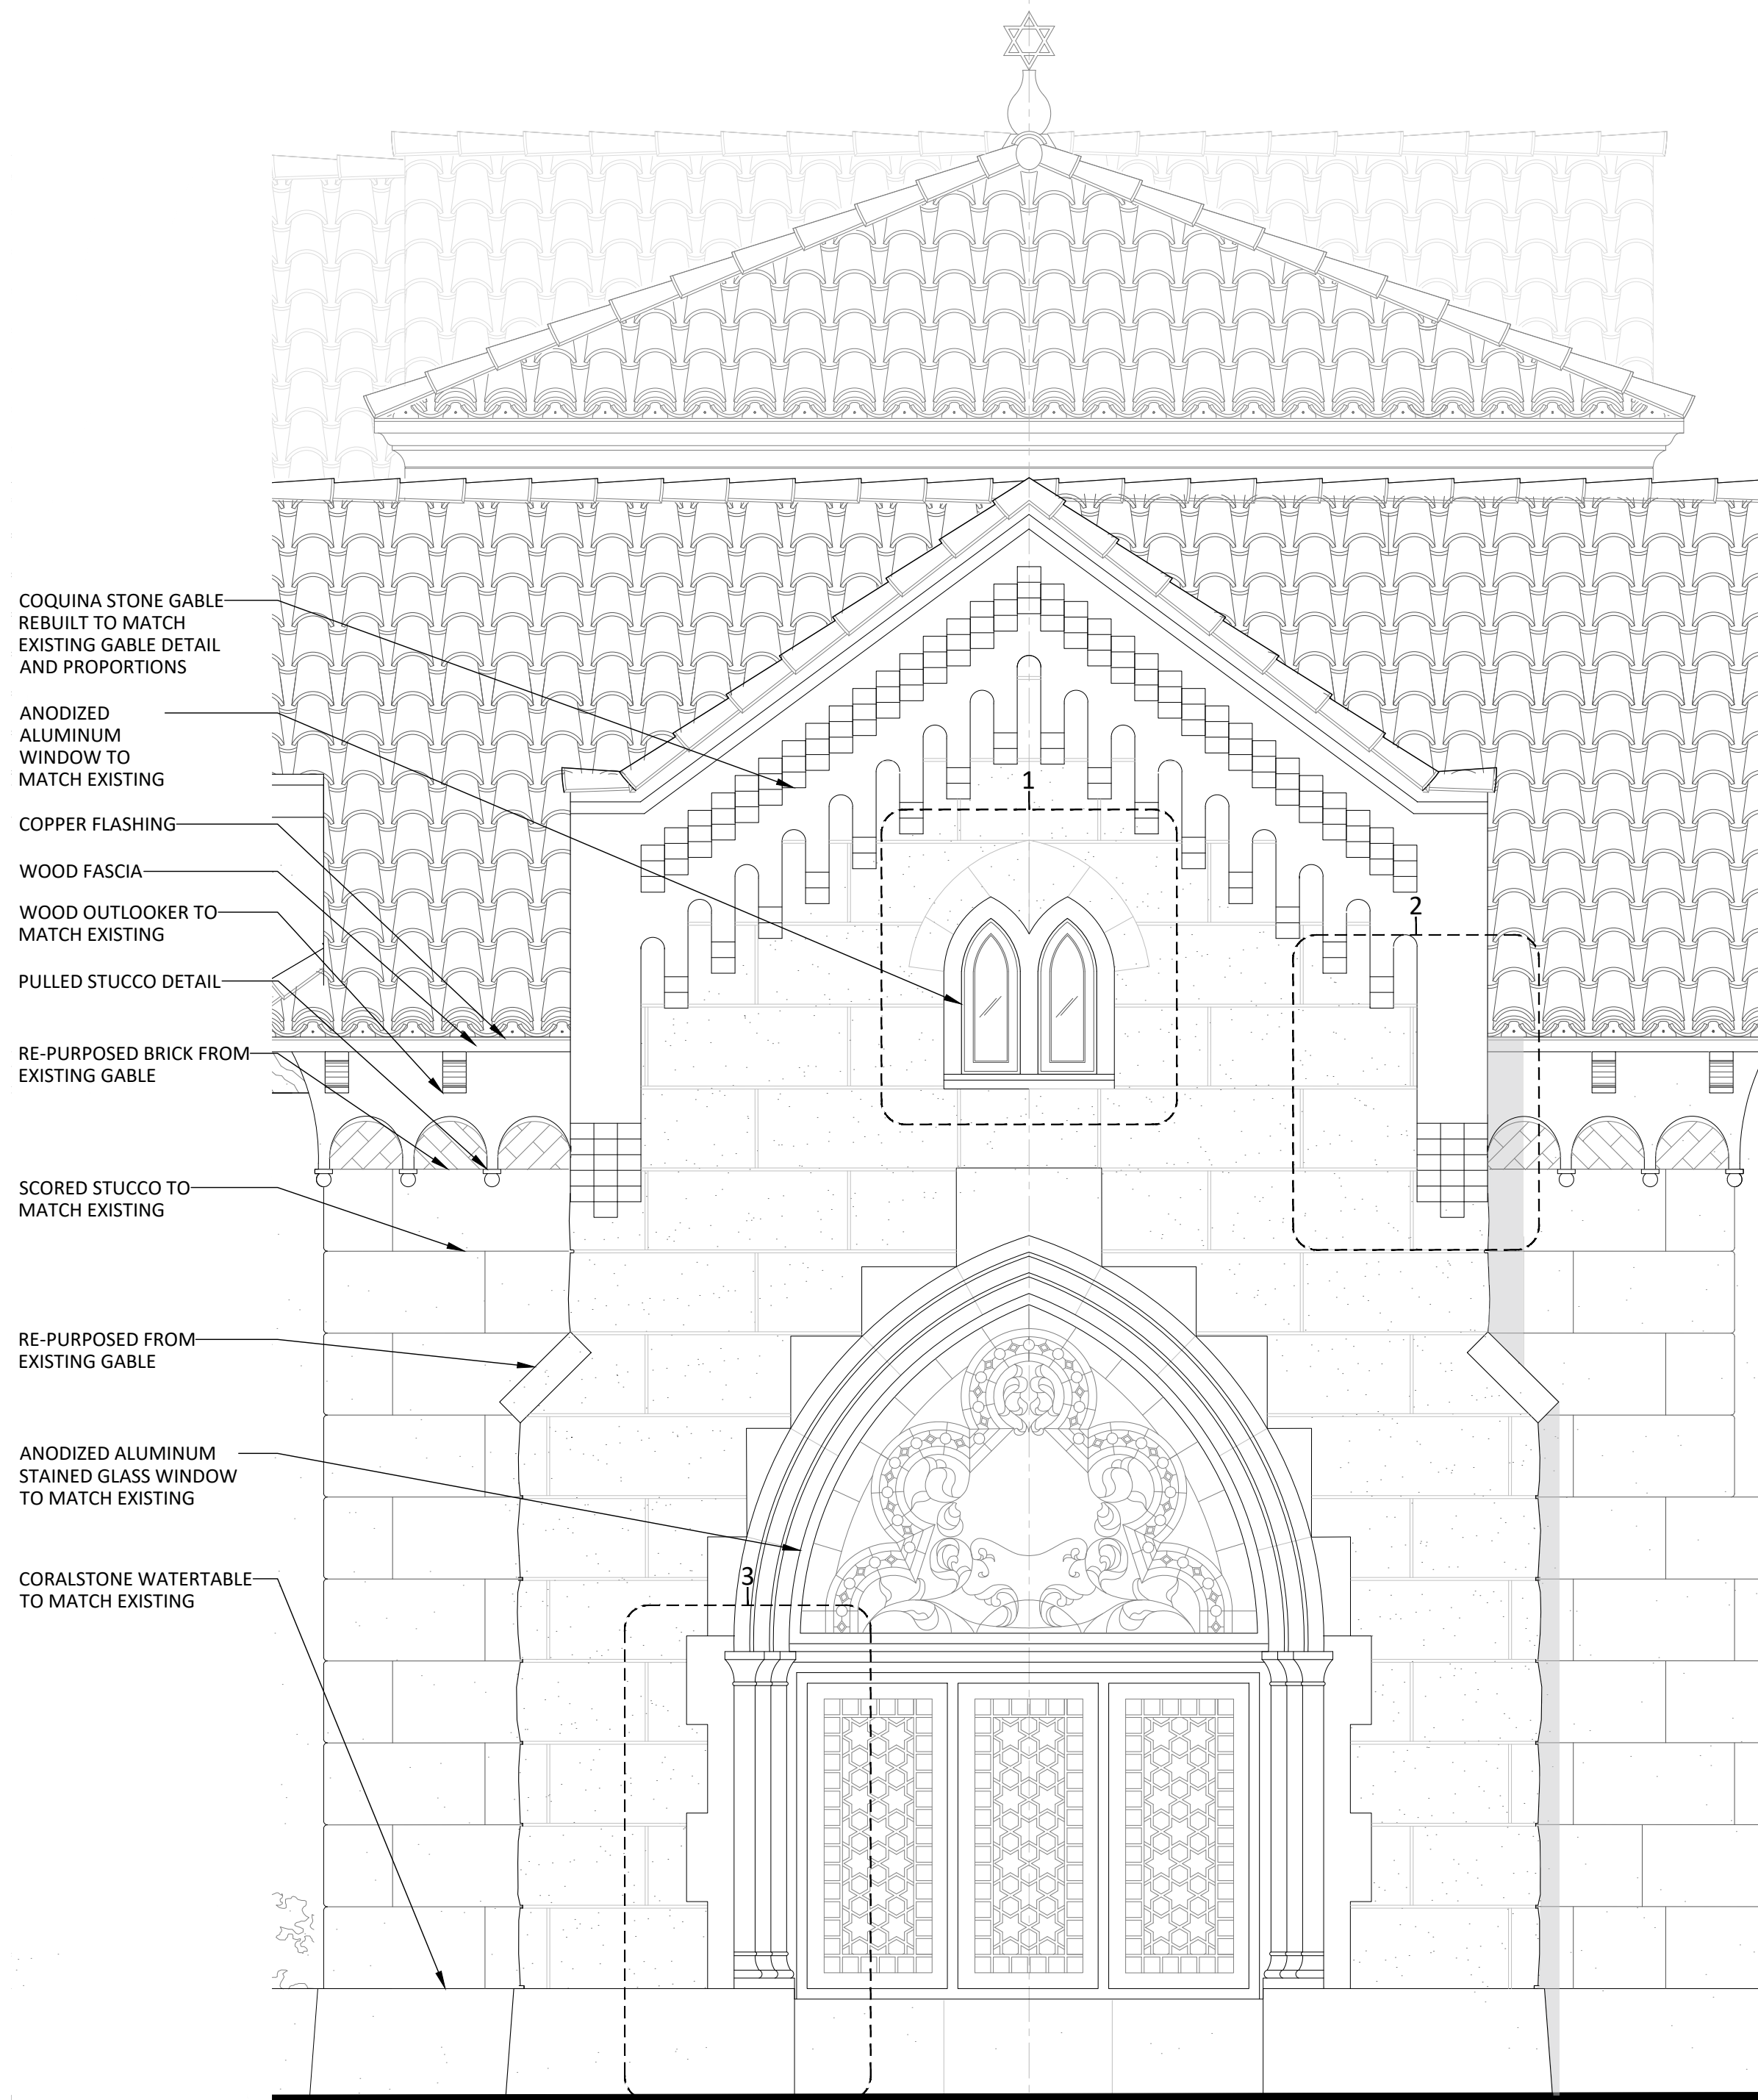 COQUINA STONE GABLE
REBUILT TO MATCH
EXISTING GABLE DETAIL
AND PROPORTIONS
ANODIZED
ALUMINUM
WINDOW TO
MATCH EXISTING
1
COPPER FLASHING
WOOD FASCIA
WOOD OUTLOOKER TO
MATCH EXISTING
2
PULLED STUCCO DETAIL
RE-PURPOSED BRICK FROM
EXISTING GABLE
SCORED STUCCO TO
MATCH EXISTING
RE-PURPOSED FROM
EXISTING GABLE
ANODIZED ALUMINUM
STAINED GLASS WINDOW
TO MATCH EXISTING
CORALSTONE WATERTABLE
TO MATCH EXISTING
3